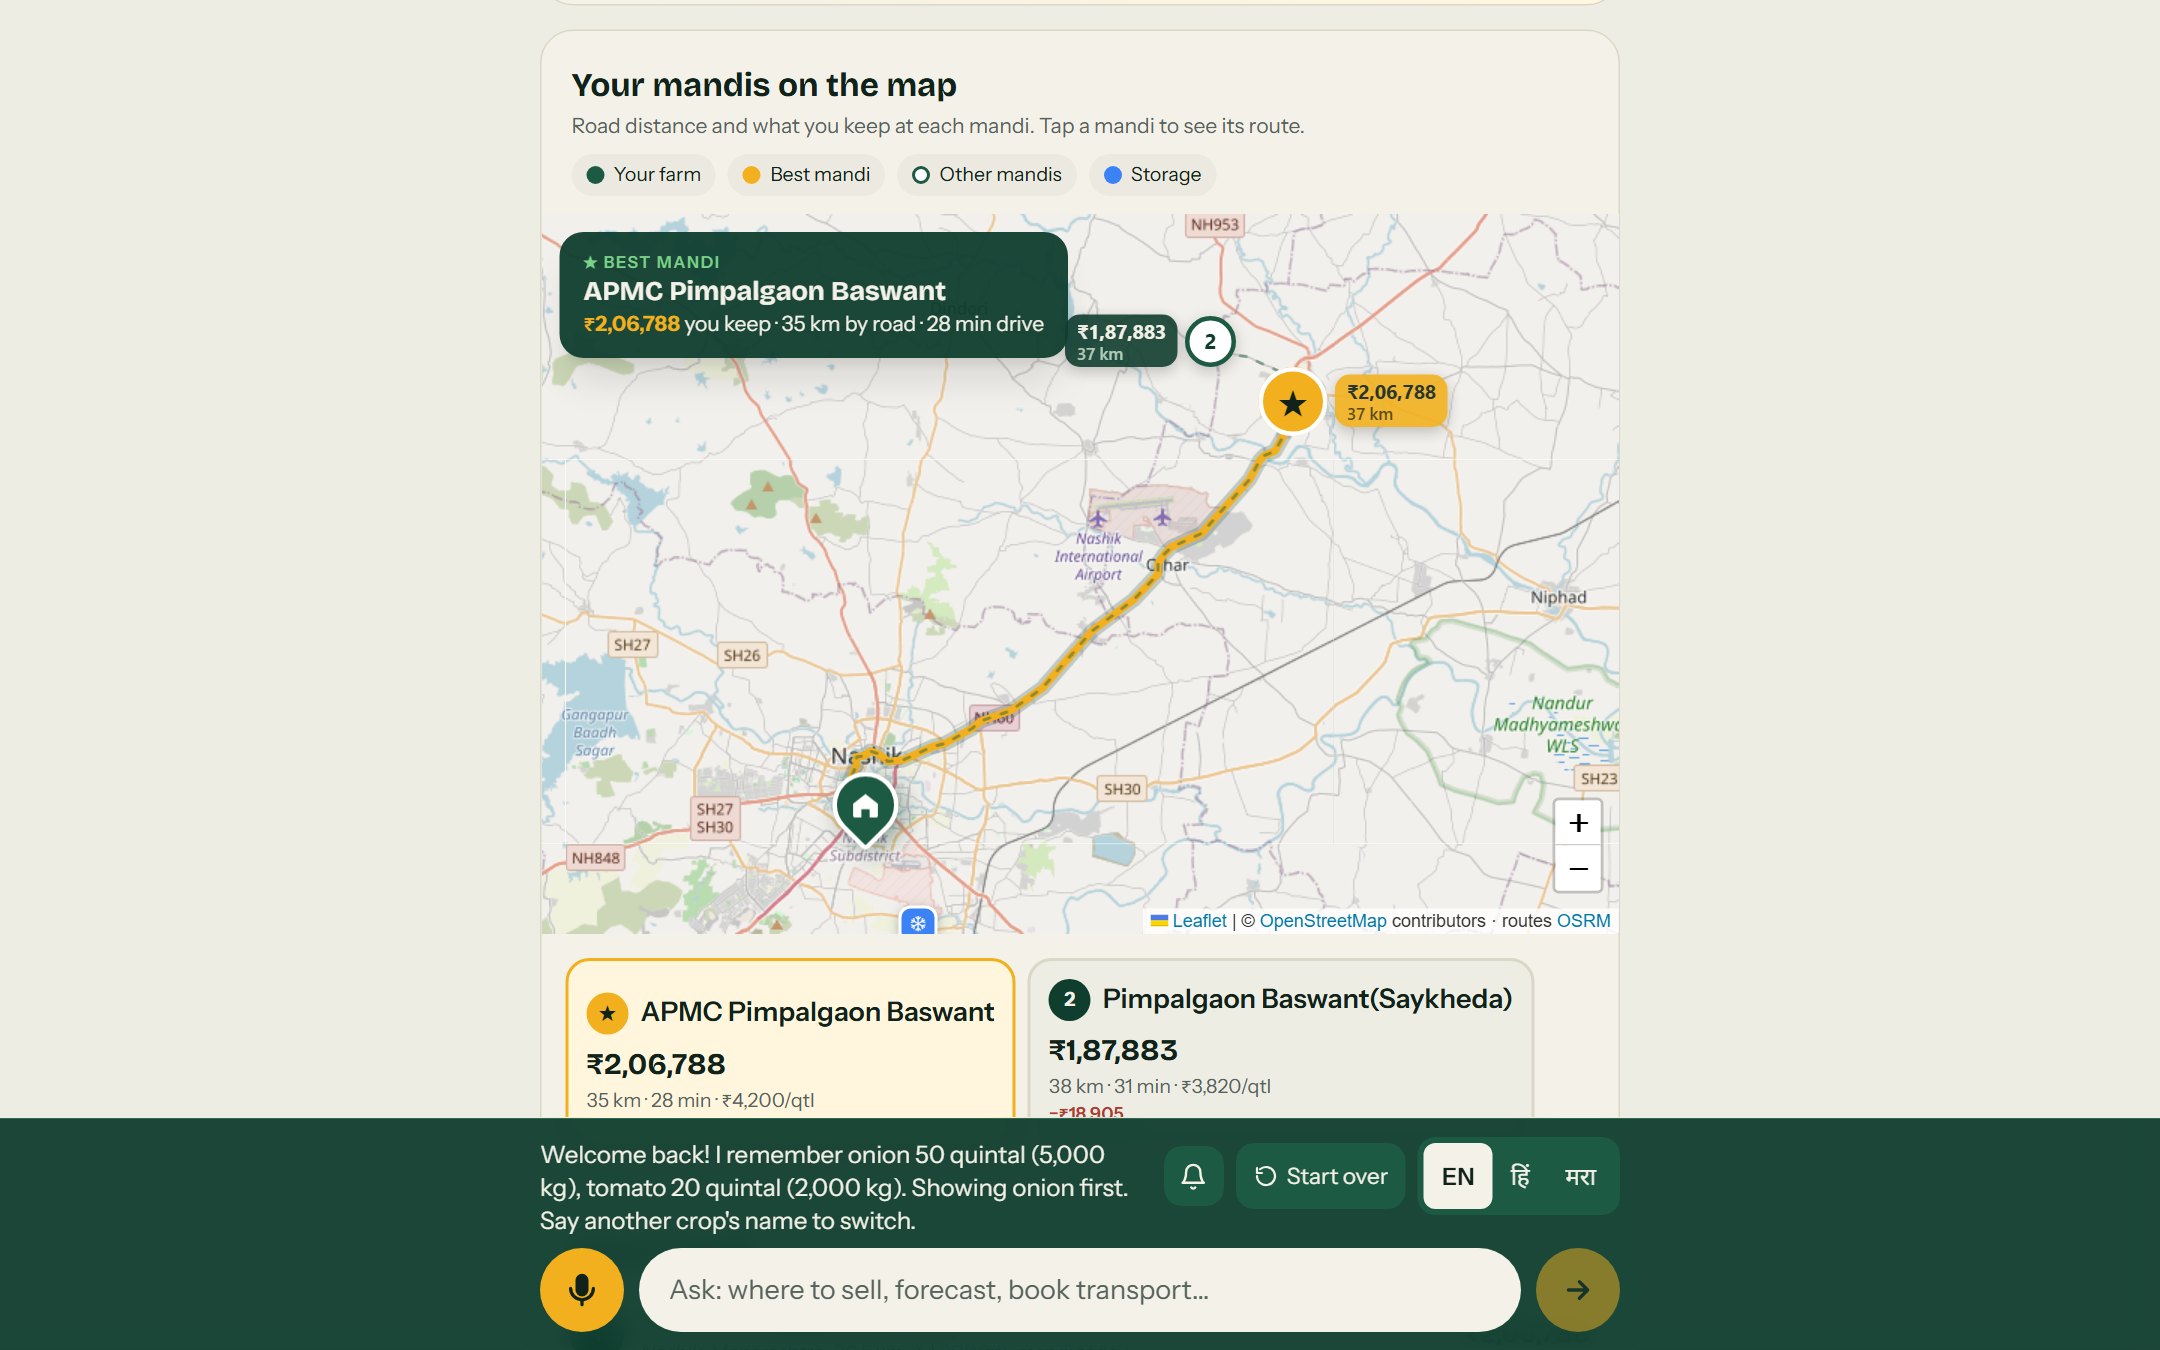 Your mandis on the map
Road distance and what you keep at each mandi. Tap a mandi to see its route.
Your farm
Best mandi
Other mandis
Storage
NH953
★ BEST MANDI
APMC Pimpalgaon Baswant
₹2,06,788 you keep · 35 km by road · 28 min drive
₹1,87,883
37 km
2
₹2,06,788
37 km
Nashik
International
Airport
Niphad
SH27
SH26
Gangapur
Baadh
Sagar
Nandur
WLS
SH23
SH27
SH30
SH30
NH848
Subdistrict
+
−
Leaflet | © OpenStreetMap contributors · routes OSRM
★ APMC Pimpalgaon Baswant
₹2,06,788
35 km · 28 min · ₹4,200/qtl
2 Pimpalgaon Baswant(Saykheda)
₹1,87,883
38 km · 31 min · ₹3,820/qtl
−₹18,905
Welcome back! I remember onion 50 quintal (5,000
kg), tomato 20 quintal (2,000 kg). Showing onion first.
Say another crop's name to switch.
Start over
EN
हिं
मरा
Ask: where to sell, forecast, book transport...